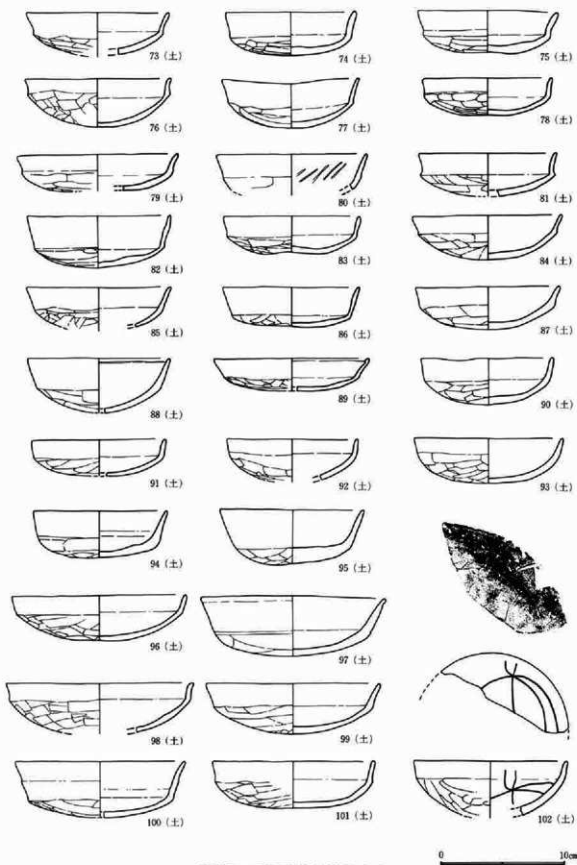 73 (土)
74 (土)
75 (土)
76 (土)
77 (土)
78 (土)
79 (土)
80 (土)
81 (土)
82 (土)
83 (土)
84 (土)
85 (土)
86 (土)
87 (土)
88 (土)
89 (土)
90 (土)
91 (土)
92 (土)
93 (土)
94 (土)
95 (土)
96 (土)
97 (土)
98 (土)
99 (土)
100 (土)
101 (土)
102 (土)
0 10cm